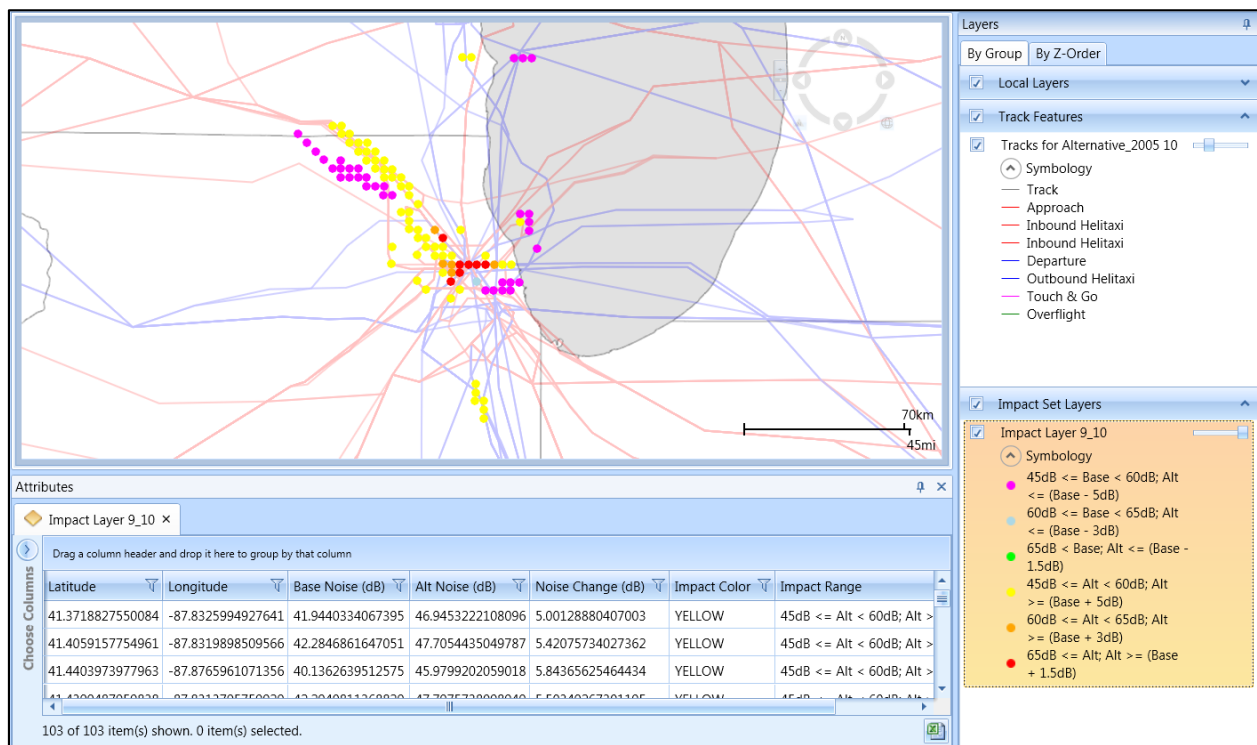 70km
45mi
Layers
By Group
By Z-Order
Local Layers
Track Features
Tracks for Alternative_2005 10
Symbology
Track
Approach
Inbound Helitaxi
Inbound Helitaxi
Departure
Outbound Helitaxi
Touch & Go
Overflight
Impact Set Layers
Impact Layer 9_10
Symbology
45dB <= Base < 60dB; Alt
<= (Base - 5dB)
60dB <= Base < 65dB; Alt
<= (Base - 3dB)
65dB < Base; Alt <= (Base -
1.5dB)
45dB <= Alt < 60dB; Alt
>= (Base + 5dB)
60dB <= Alt < 65dB; Alt
>= (Base + 3dB)
65dB <= Alt; Alt >= (Base
+ 1.5dB)
Attributes
Impact Layer 9_10
Choose Columns
Drag a column header and drop it here to group by that column
Latitude Longitude Base Noise (dB) Alt Noise (dB) Noise Change (dB) Impact Color Impact Range
41.3718827550084 -87.8325994927641 41.9440334067395 46.9453222108096 5.00128880407003 YELLOW 45dB <= Alt < 60dB; Alt >
41.4059157754961 -87.8319898509566 42.2846861647051 47.7054435049787 5.42075734027362 YELLOW 45dB <= Alt < 60dB; Alt >
41.4403973977963 -87.8765961071356 40.1362639512575 45.9799202059018 5.84365625464434 YELLOW 45dB <= Alt < 60dB; Alt >
YELLOW 45dB <= Alt < 60dB; Alt >
103 of 103 item(s) shown. 0 item(s) selected.